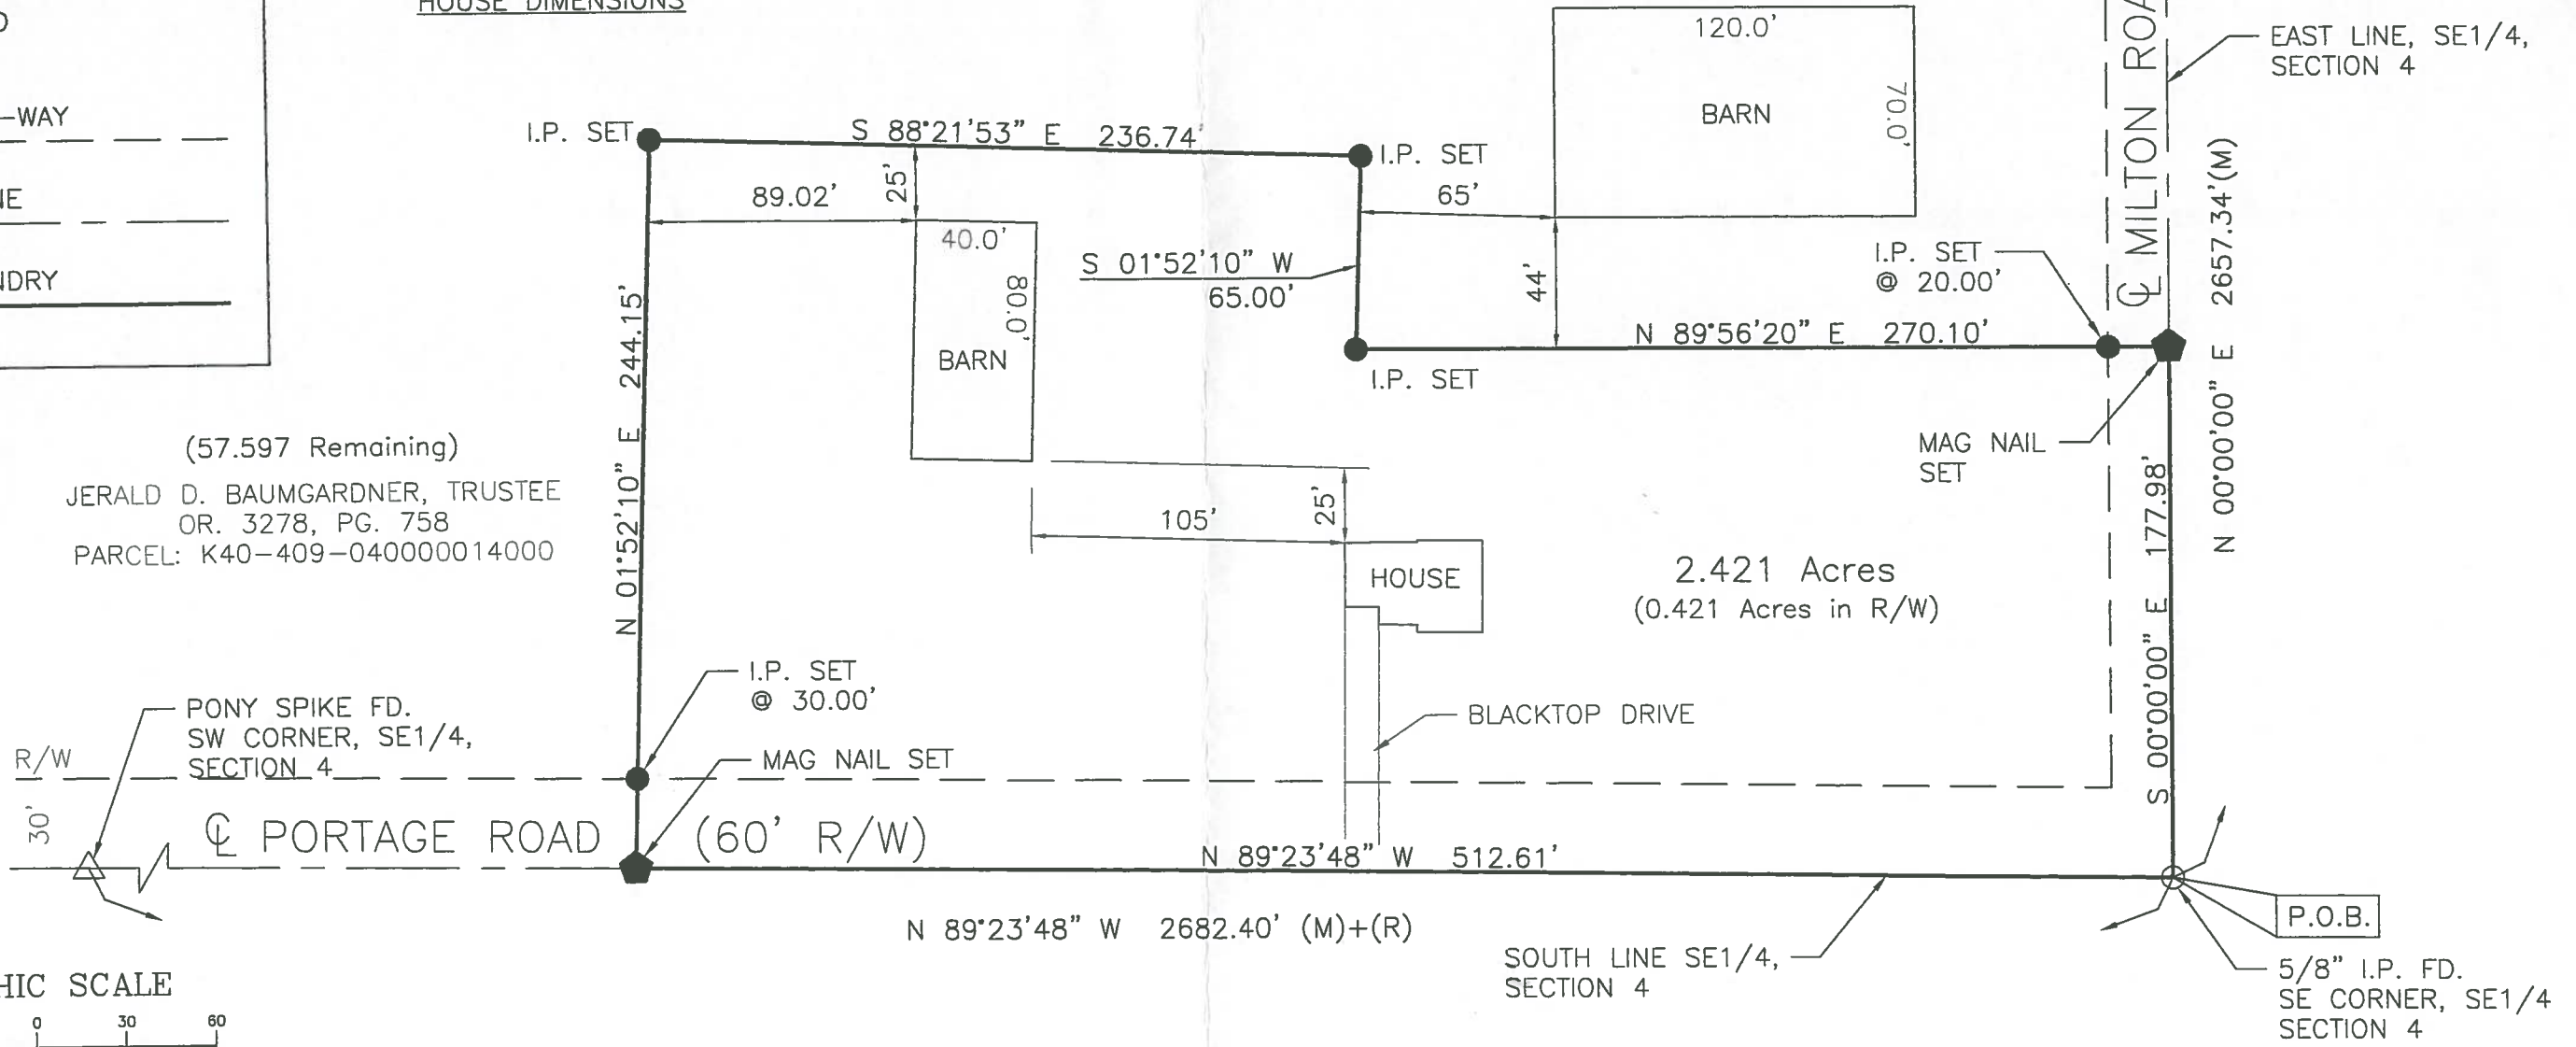 HOUSE DIMENSIONS
-WAY
NDRY
120.0'
70.0'
BARN
EAST LINE, SE1/4,
SECTION 4
℄ MILTON ROA
N 00°00'00" E 2657.34'(M)
I.P. SET
S 88°21'53" E 236.74'
I.P. SET
25'
89.02'
65'
40.0'
80.0'
BARN
S 01°52'10" W
65.00'
44'
I.P. SET
@ 20.00'
N 89°56'20" E 270.10'
I.P. SET
N 01°52'10" E 244.15'
MAG NAIL
SET
(57.597 Remaining)
JERALD D. BAUMGARDNER, TRUSTEE
OR. 3278, PG. 758
PARCEL: K40-409-040000014000
105'
25'
HOUSE
2.421 Acres
(0.421 Acres in R/W)
S 00°00'00" E 177.98'
I.P. SET
@ 30.00'
PONY SPIKE FD.
SW CORNER, SE1/4,
SECTION 4
BLACKTOP DRIVE
R/W
MAG NAIL SET
30'
℄ PORTAGE ROAD (60' R/W)
N 89°23'48" W 512.61'
N 89°23'48" W 2682.40' (M)+(R)
P.O.B.
SOUTH LINE SE1/4,
SECTION 4
5/8" I.P. FD.
SE CORNER, SE1/4
SECTION 4
HIC SCALE
0 30 60